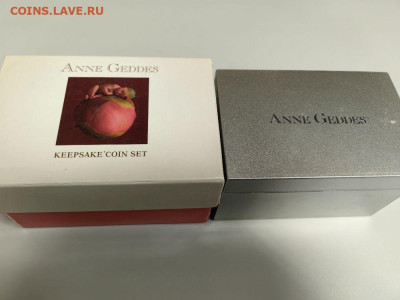 COINS.LAVE.RU
ANNE GEDDES
KEEPSAKE COIN SET
ANNE GEDDES